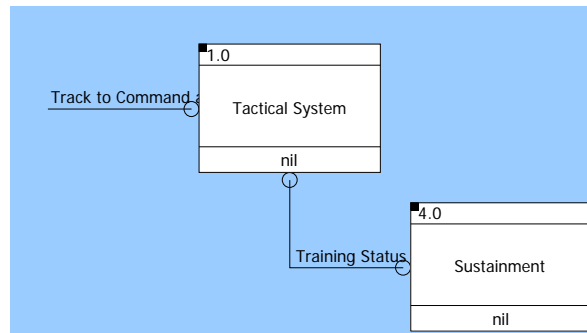 1.0
Track to Command
Tactical System
nil
4.0
Training Status
Sustainment
nil